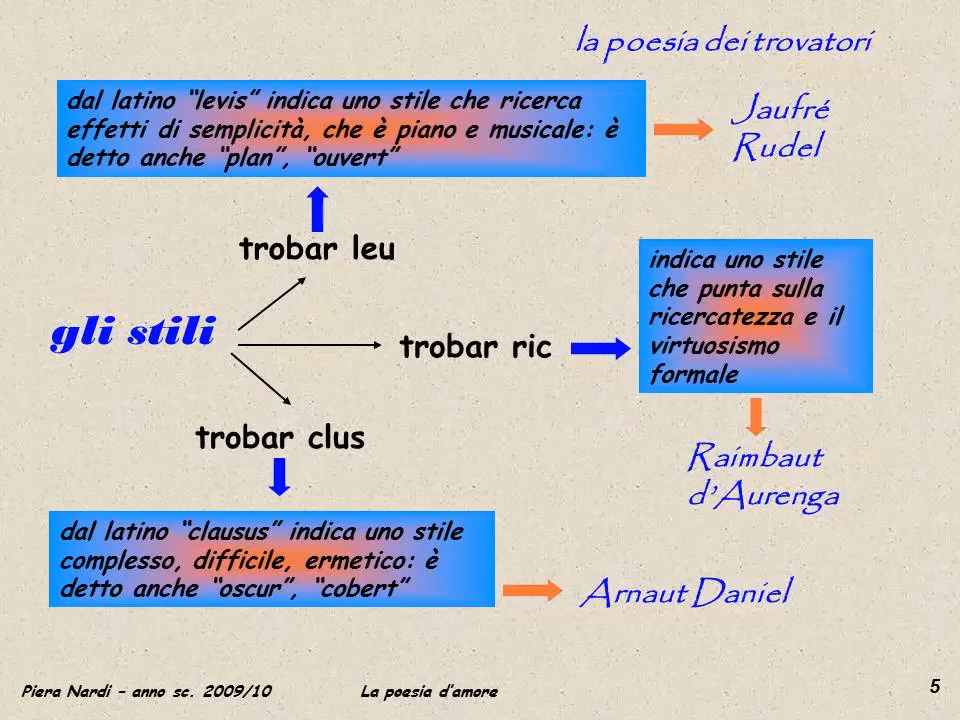 la poesia dei trovatori
dal latino “levis” indica uno stile che ricerca
effetti di semplicità, che è piano e musicale: è
detto anche “plan”, “ouvert”
Jaufré
Rudel
trobar leu
gli stili
trobar ric
indica uno stile
che punta sulla
ricercatezza e il
virtuosismo
formale
trobar clus
Raimbaut
d’Aurenga
dal latino “clausus” indica uno stile
complesso, difficile, ermetico: è
detto anche “oscur”, “cobert”
Arnaut Daniel
Piera Nardi – anno sc. 2009/10
La poesia d’amore
5